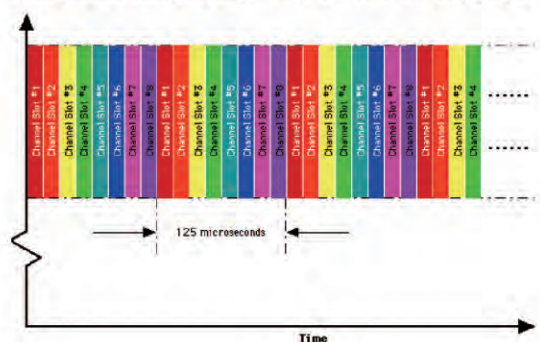 Channel Slot #1
Channel Slot #2
Channel Slot #3
Channel Slot #4
Channel Slot #5
Channel Slot #6
Channel Slot #7
Channel Slot #8
Channel Slot #1
Channel Slot #2
Channel Slot #3
Channel Slot #4
Channel Slot #5
Channel Slot #6
Channel Slot #7
Channel Slot #8
Channel Slot #1
Channel Slot #2
Channel Slot #3
Channel Slot #4
Channel Slot #5
Channel Slot #6
Channel Slot #7
Channel Slot #8
Channel Slot #1
Channel Slot #2
Channel Slot #3
Channel Slot #4
125 microseconds
Time